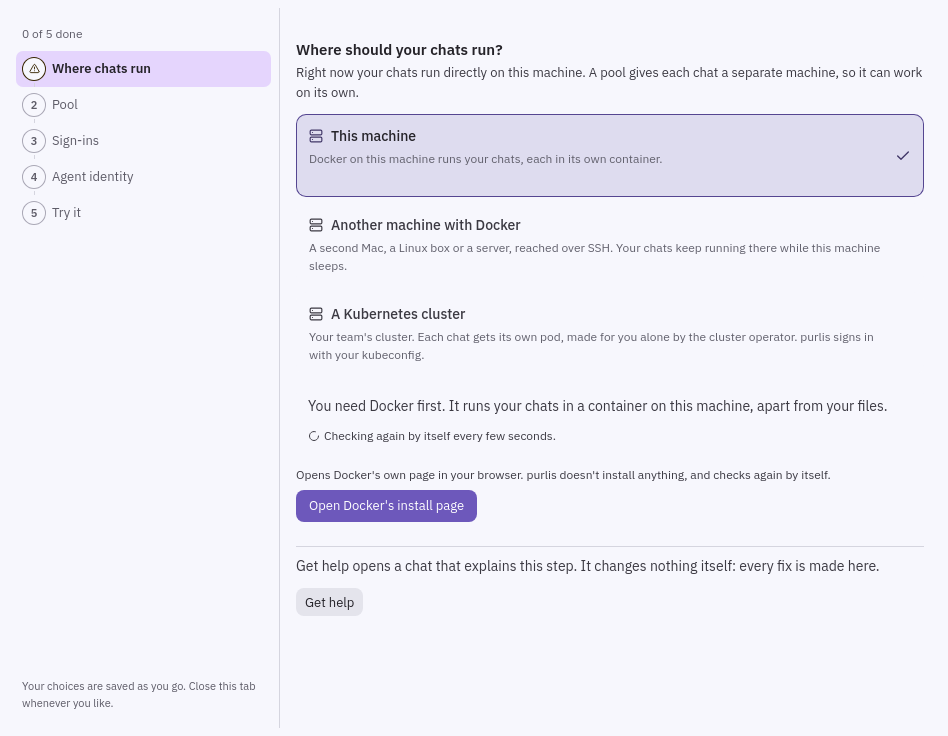 0 of 5 done
Where chats run
2 Pool
3 Sign-ins
4 Agent identity
5 Try it
Your choices are saved as you go. Close this tab
whenever you like.
Where should your chats run?
Right now your chats run directly on this machine. A pool gives each chat a separate machine, so it can work
on its own.
This machine
Docker on this machine runs your chats, each in its own container.
Another machine with Docker
A second Mac, a Linux box or a server, reached over SSH. Your chats keep running there while this machine
sleeps.
A Kubernetes cluster
Your team's cluster. Each chat gets its own pod, made for you alone by the cluster operator. purlis signs in
with your kubeconfig.
You need Docker first. It runs your chats in a container on this machine, apart from your files.
Checking again by itself every few seconds.
Opens Docker's own page in your browser. purlis doesn't install anything, and checks again by itself.
Open Docker's install page
Get help opens a chat that explains this step. It changes nothing itself: every fix is made here.
Get help